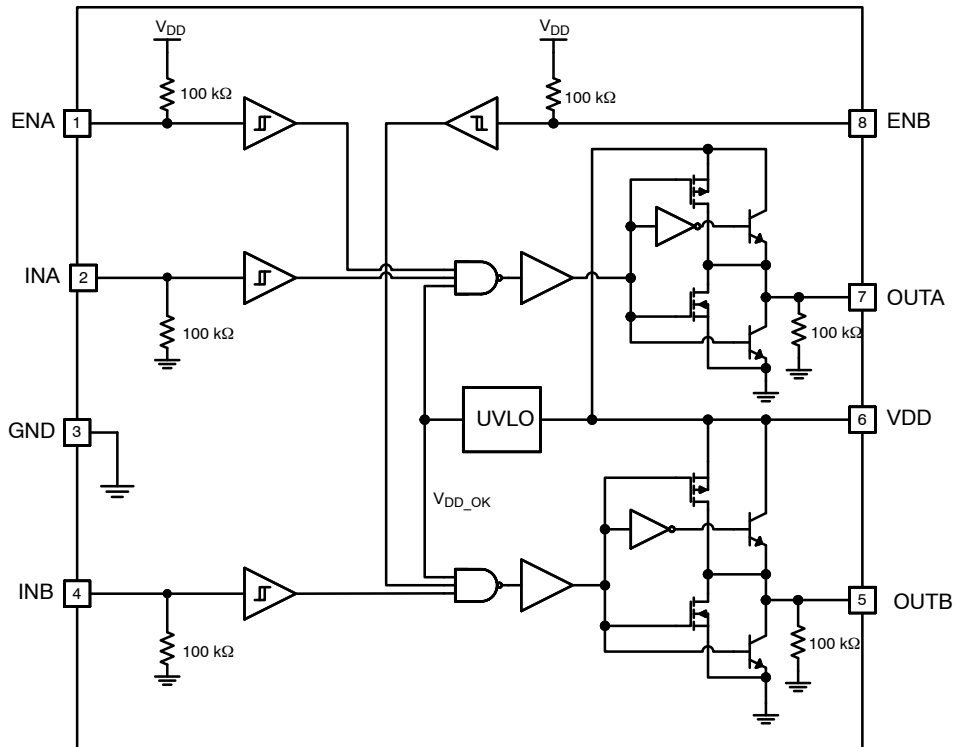 VDD
VDD
100 kΩ
100 kΩ
ENA
1
8
ENB
INA
2
7
OUTA
100 kΩ
100 kΩ
GND
3
UVLO
6
VDD
VDD_OK
INB
4
5
OUTB
100 kΩ
100 kΩ